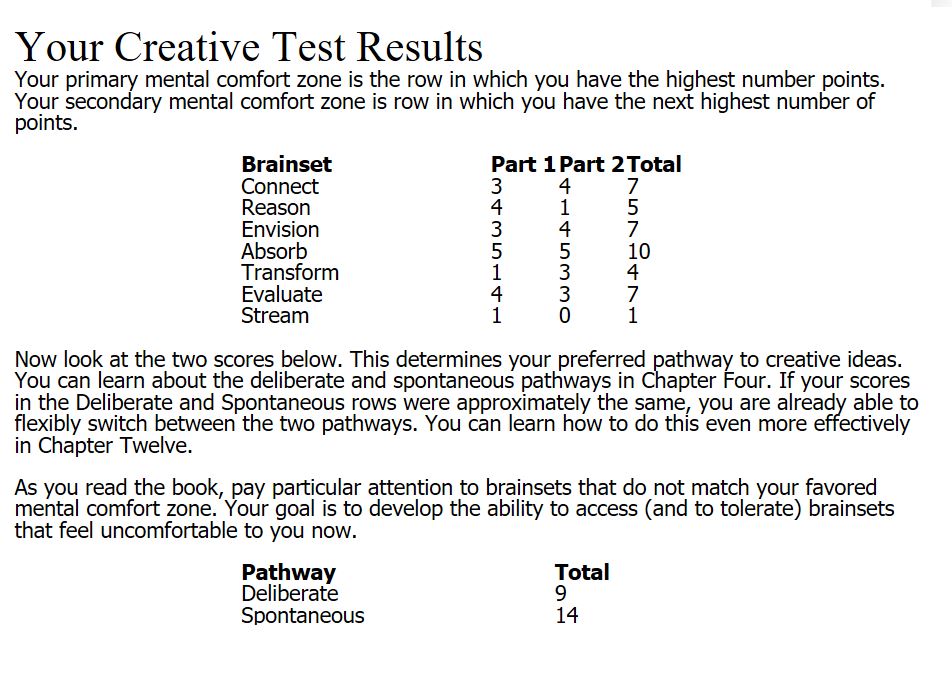 Your Creative Test Results
Your primary mental comfort zone is the row in which you have the highest number points.
Your secondary mental comfort zone is row in which you have the next highest number of
points.
Brainset Part 1 Part 2 Total
Connect 3 4 7
Reason 4 1 5
Envision 3 4 7
Absorb 5 5 10
Transform 1 3 4
Evaluate 4 3 7
Stream 1 0 1
Now look at the two scores below. This determines your preferred pathway to creative ideas.
You can learn about the deliberate and spontaneous pathways in Chapter Four. If your scores
in the Deliberate and Spontaneous rows were approximately the same, you are already able to
flexibly switch between the two pathways. You can learn how to do this even more effectively
in Chapter Twelve.
As you read the book, pay particular attention to brainsets that do not match your favored
mental comfort zone. Your goal is to develop the ability to access (and to tolerate) brainsets
that feel uncomfortable to you now.
Pathway Total
Deliberate 9
Spontaneous 14